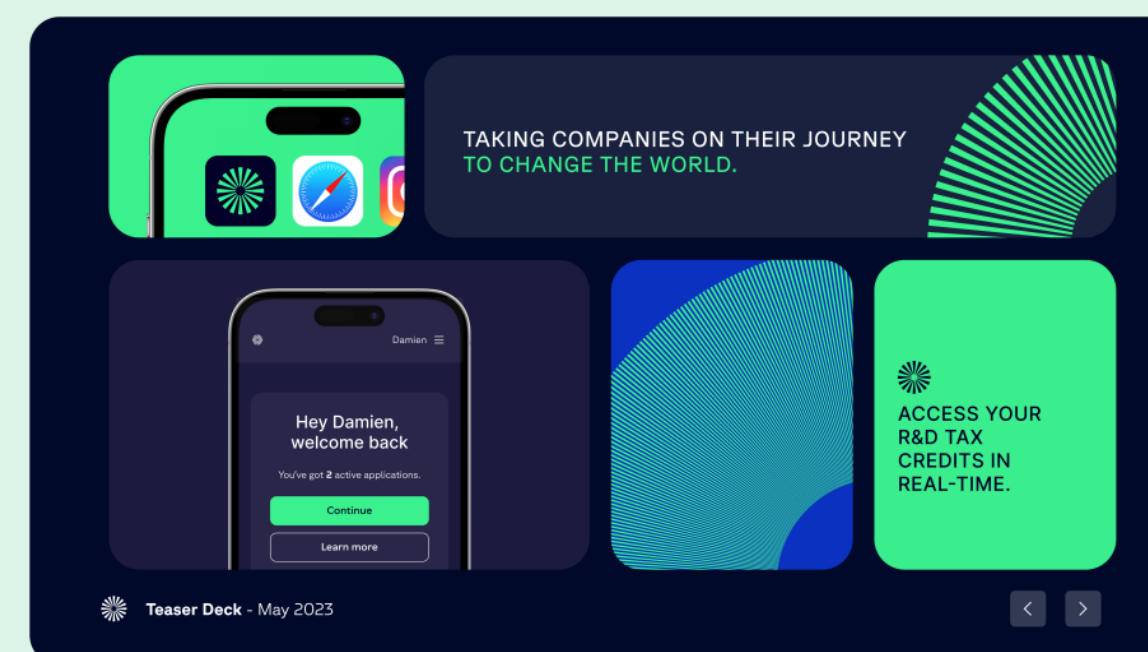 TAKING COMPANIES ON THEIR JOURNEY
TO CHANGE THE WORLD.
Damien
Hey Damien,
welcome back
You've got 2 active applications.
Continue
Learn more
ACCESS YOUR
R&D TAX
CREDITS IN
REAL-TIME.
Teaser Deck - May 2023